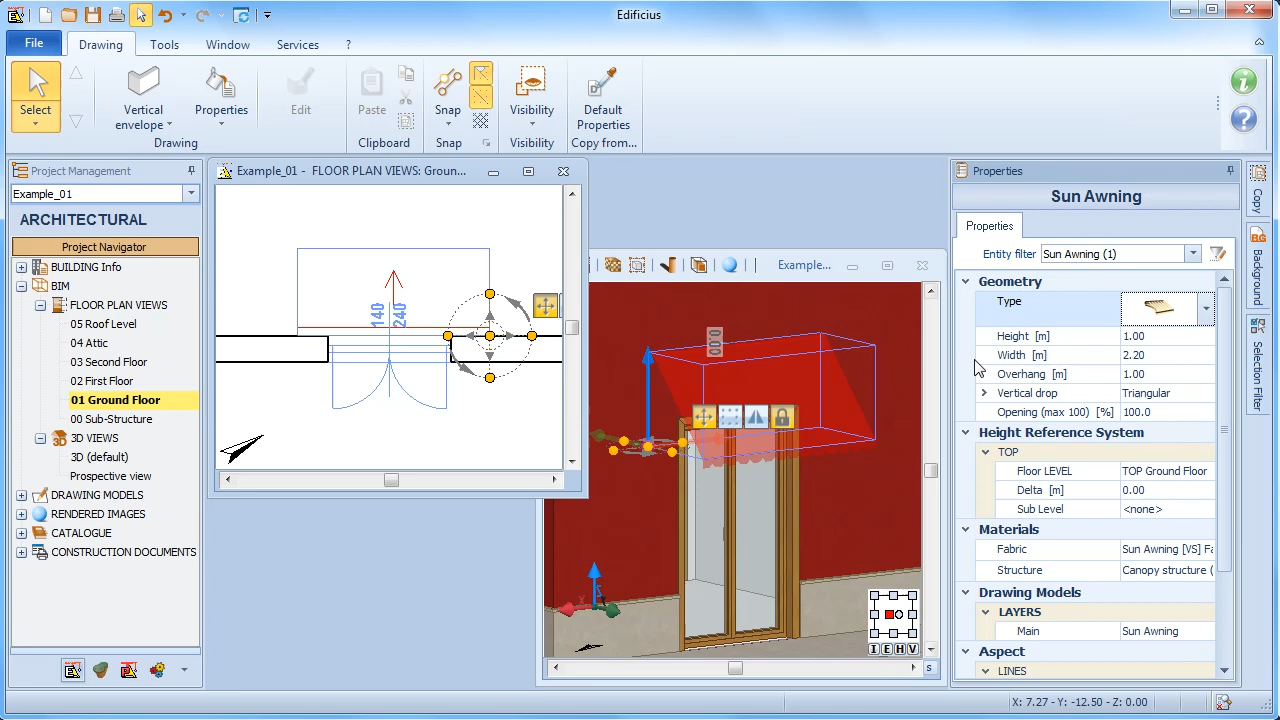 Edificius
File
Drawing
Tools
Window
Services
?
Select
Vertical
envelope
Properties
Edit
Paste
Snap
Visibility
Default
Properties
Drawing
Clipboard
Snap
Visibility
Copy from...
Project Management
Example_01
ARCHITECTURAL
Project Navigator
BUILDING Info
BIM
FLOOR PLAN VIEWS
05 Roof Level
04 Attic
03 Second Floor
02 First Floor
01 Ground Floor
00 Sub-Structure
3D VIEWS
3D (default)
Prospective view
DRAWING MODELS
RENDERED IMAGES
CATALOGUE
CONSTRUCTION DOCUMENTS
Example_01 - FLOOR PLAN VIEWS: Groun...
140
240
Example...
0.00
I E H V
s
Properties
Sun Awning
Properties
Entity filter Sun Awning (1)
Geometry
Type
Height [m] 1.00
Width [m] 2.20
Overhang [m] 1.00
Vertical drop Triangular
Opening (max 100) [%] 100.0
Height Reference System
TOP
Floor LEVEL TOP Ground Floor
Delta [m] 0.00
Sub Level <none>
Materials
Fabric Sun Awning [VS] Fa
Structure Canopy structure (
Drawing Models
LAYERS
Main Sun Awning
Aspect
LINES
Copy
BG
Background
Selection Filter
X: 7.27 - Y: -12.50 - Z: 0.00